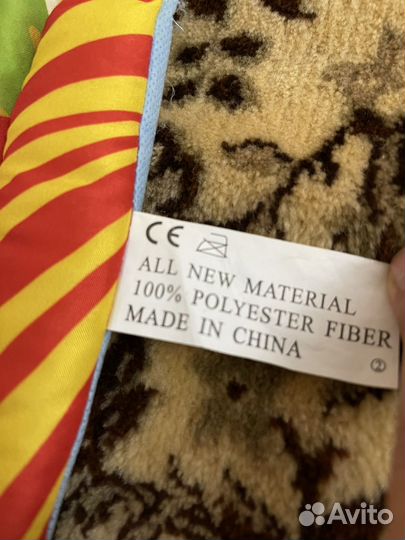 CE
ALL NEW MATERIAL
100% POLYESTER FIBER
MADE IN CHINA
②
Avito